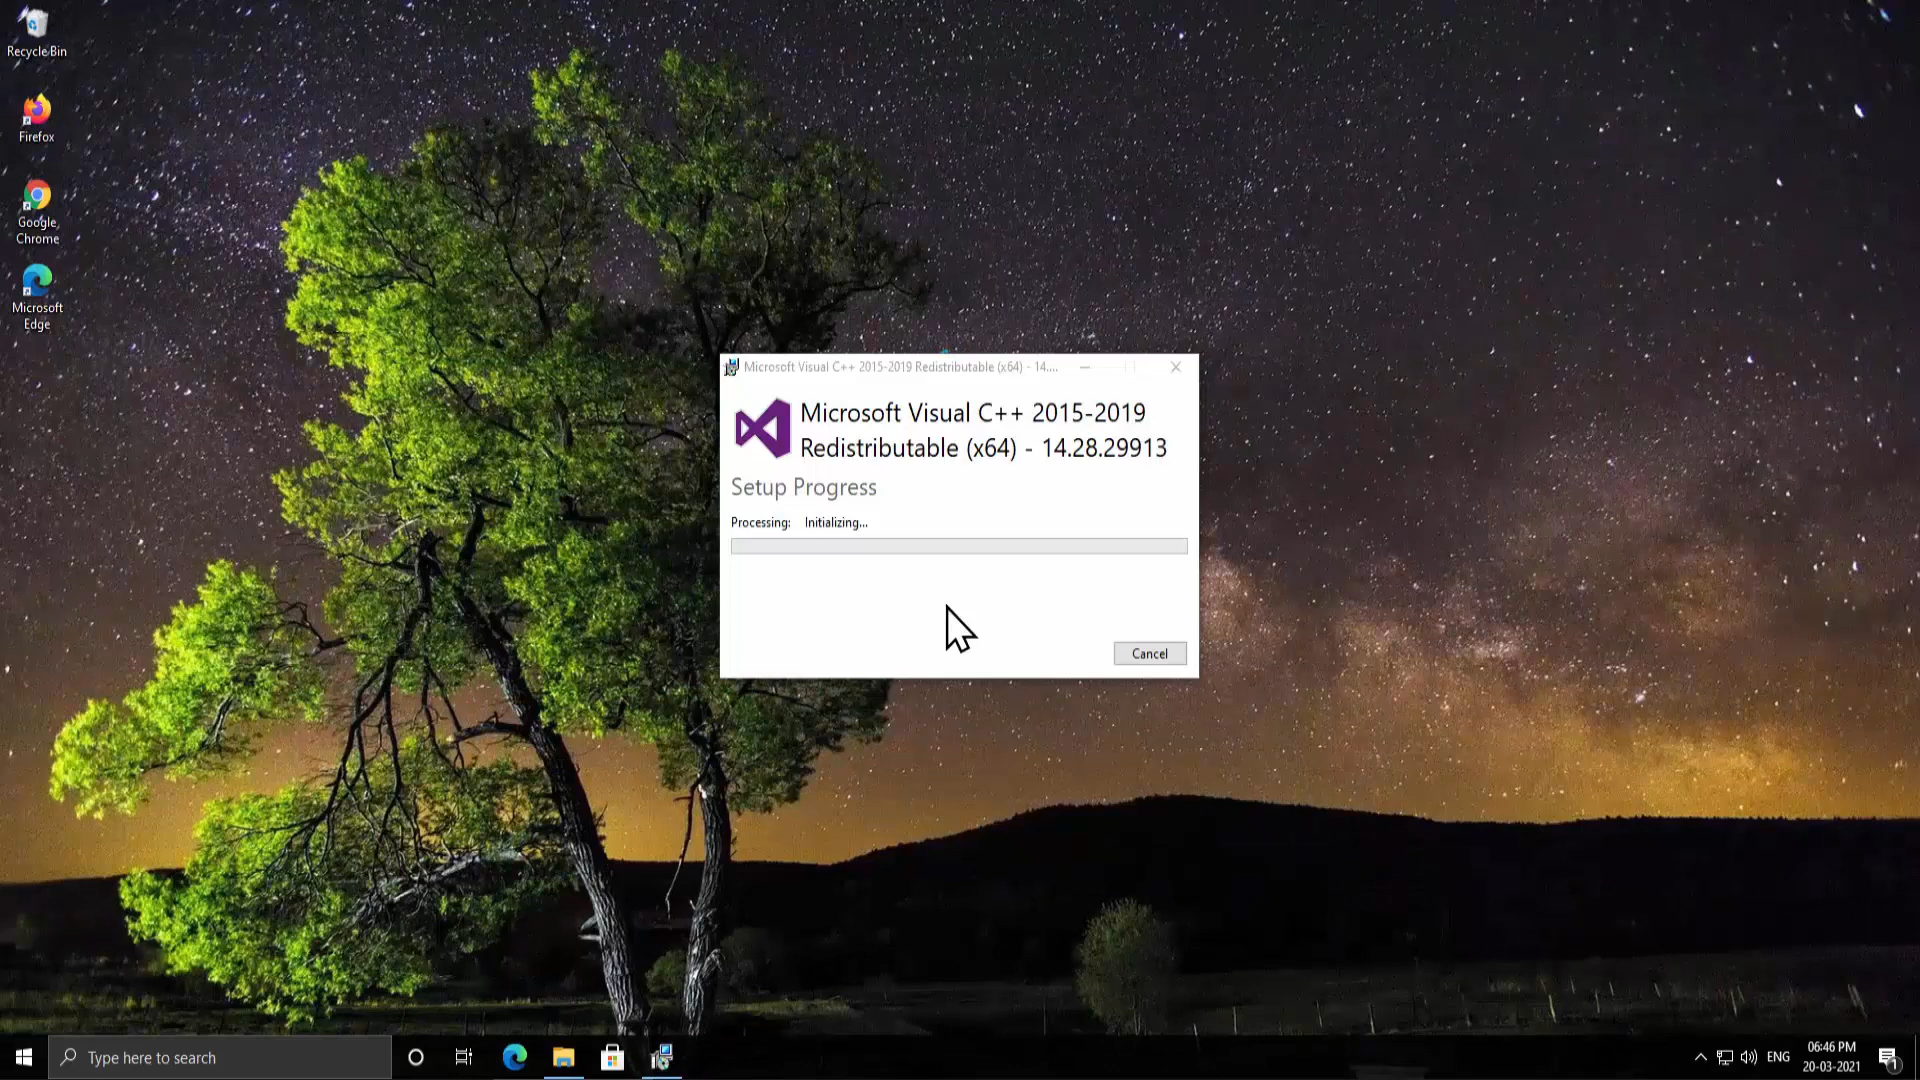 Recycle Bin
Firefox
Google
Chrome
Microsoft
Edge
Microsoft Visual C++ 2015-2019 Redistributable (x64) - 14....
Microsoft Visual C++ 2015-2019
Redistributable (x64) - 14.28.29913
Setup Progress
Processing: Initializing...
Cancel
Type here to search
ENG
06:46 PM
20-03-2021
1